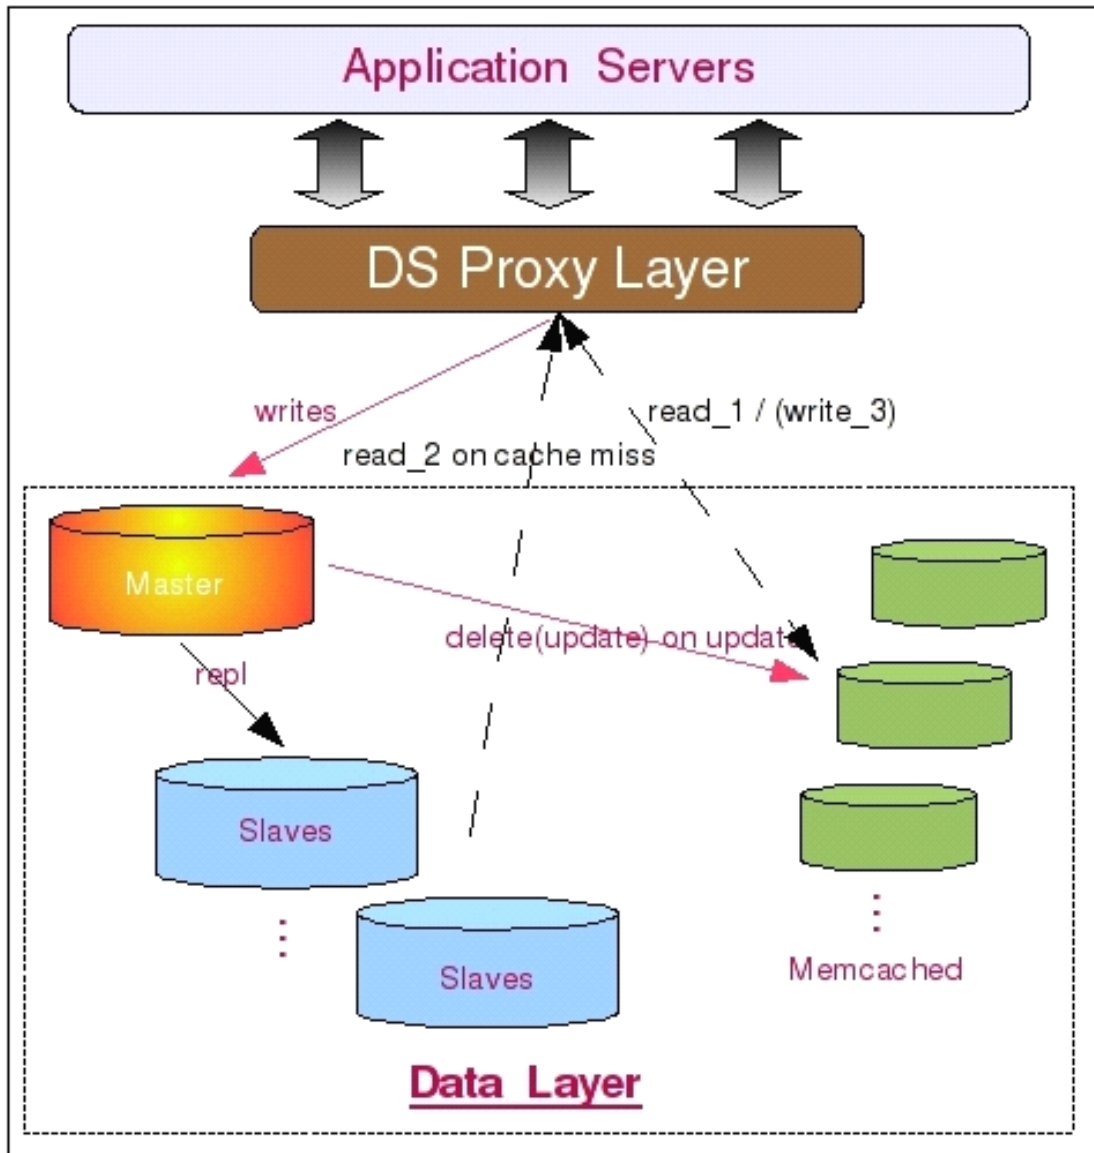 Application Servers
DS Proxy Layer
writes
read_1 / (write_3)
read_2 on cache miss
Master
delete(update) on update
repl
Slaves
Slaves
Memcached
Data Layer